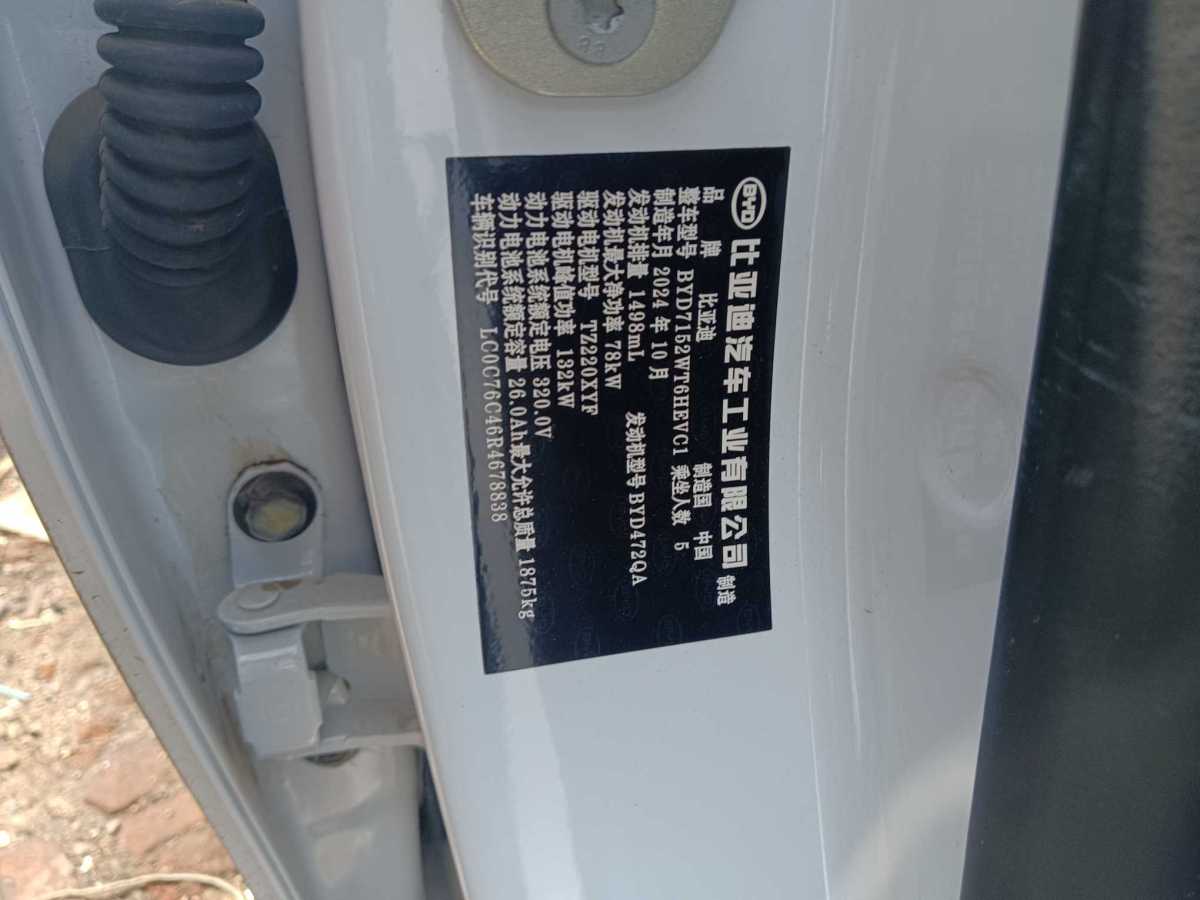 BYD 比亚迪汽车工业有限公司 制造
品 牌 比亚迪 制造国 中国
整车型号 BYD7152WT6HEVC1 乘坐人数 5
制造年月 2024 年 10 月
发动机排量 1498mL 发动机型号 BYD472QA
发动机最大净功率 78kW
驱动电机型号 TZ220XYF
驱动电机峰值功率 132kW
动力电池系统额定电压 320.0V
动力电池系统额定容量 26.0Ah 最大允许总质量 1875kg
车辆识别代号 LC0C76C46R4678838